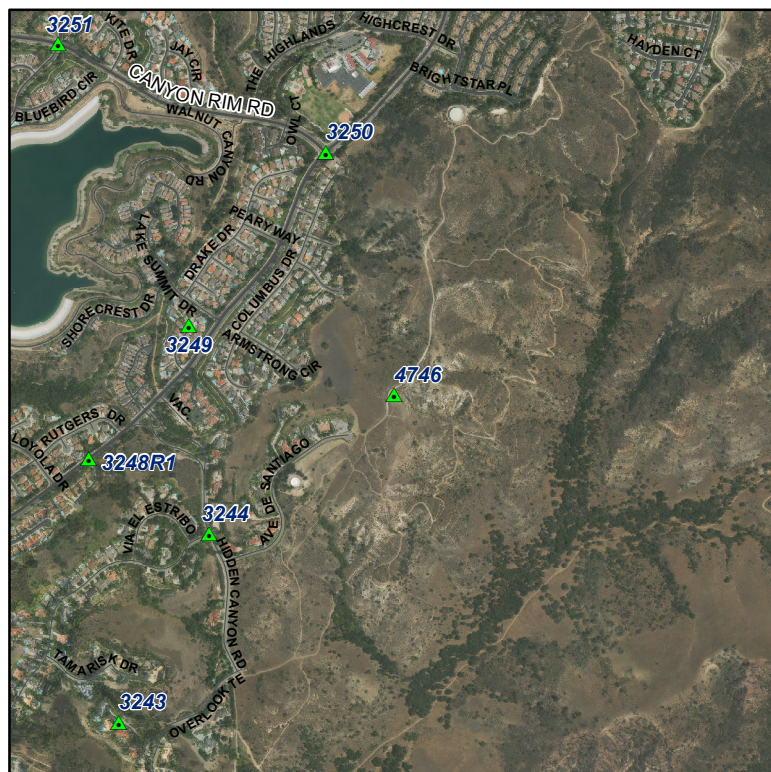 3251
KITE DR
JAY CIR
THE HIGHLANDS
HIGHCREST DR
HAYDEN CT
BLUEBIRD CIR
CANYON RIM RD
BRIGHTSTAR PL
WALNUT CANYON RD
OWL CT
3250
LAKE SUMMIT DR
DRAKE DR
PEARY WAY
COLUMBUS DR
SHORECREST DR
3249
ARMSTRONG CIR
4746
VAC
RUTGERS DR
LOYOLA DR
3248R1
AVE DE SANTIAGO
3244
VIA EL ESTRIBO
HIDDEN CANYON RD
TAMARISK DR
3243
OVERLOOK TE